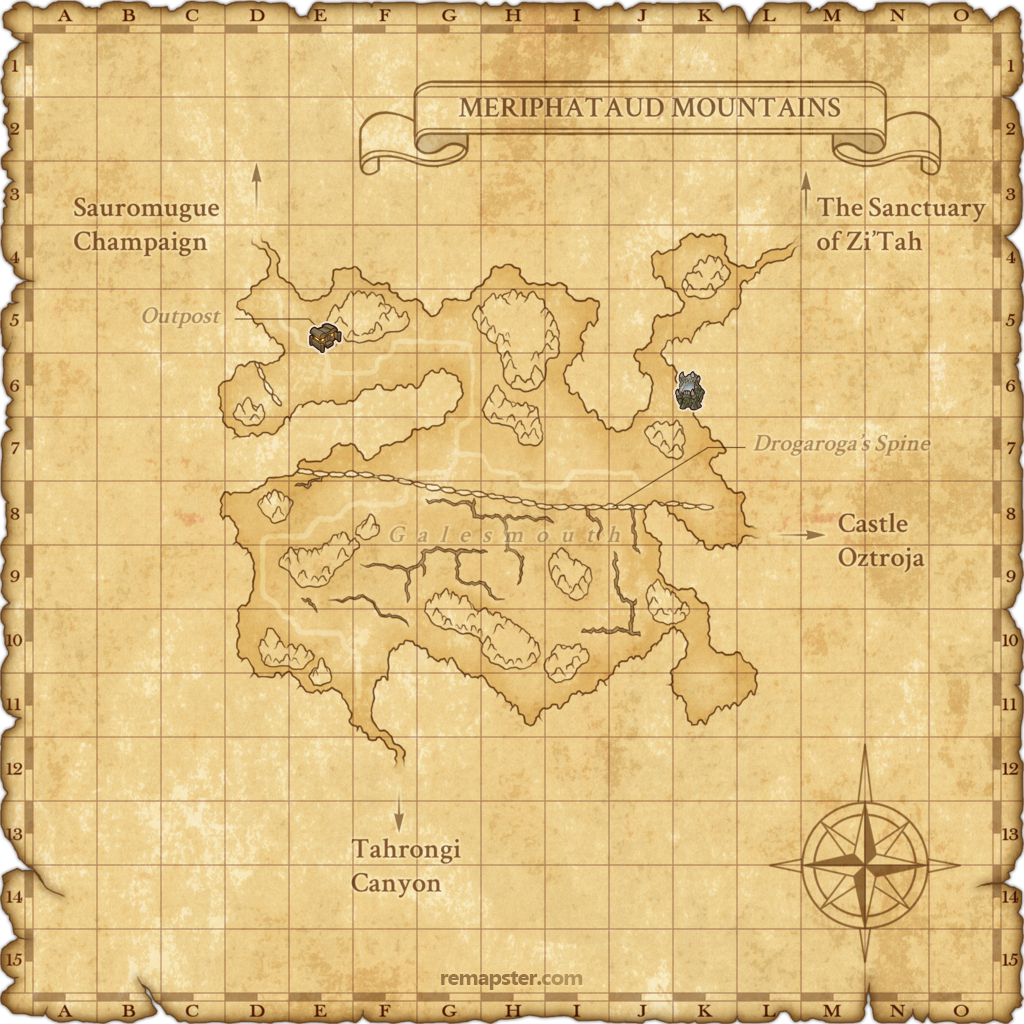 A B C D E F G H I J K L M N O
1 1
MERIPHATAUD MOUNTAINS
2 2
3 3
Sauromugue
Champaign
The Sanctuary
of Zi'Tah
4 4
Outpost
5 5
6 6
Drogaroga's Spine
7 7
8 8
Galesmouth
Castle
Oztroja
9 9
10 10
11 11
12 12
13 13
Tahrongi
Canyon
14 14
15 15
remapster.com
A B C D E F G H I J K L M N O